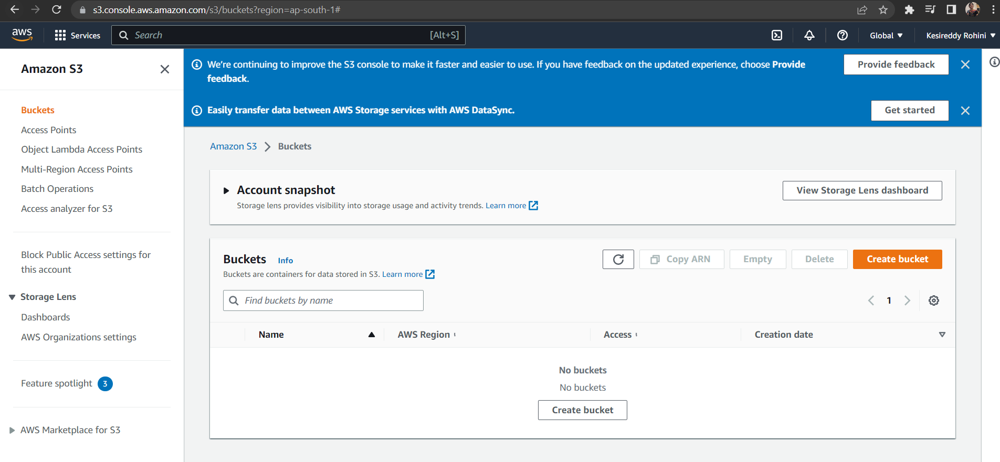 s3.console.aws.amazon.com/s3/buckets?region=ap-south-1#
aws
Services
Search
[Alt+S]
Global
Kesireddy Rohini
Amazon S3
Buckets
Access Points
Object Lambda Access Points
Multi-Region Access Points
Batch Operations
Access analyzer for S3
Block Public Access settings for
this account
Storage Lens
Dashboards
AWS Organizations settings
Feature spotlight 3
AWS Marketplace for S3
We're continuing to improve the S3 console to make it faster and easier to use. If you have feedback on the updated experience, choose Provide
feedback.
Provide feedback
Easily transfer data between AWS Storage services with AWS DataSync.
Get started
Amazon S3 > Buckets
Account snapshot
Storage lens provides visibility into storage usage and activity trends. Learn more
View Storage Lens dashboard
Buckets Info
Buckets are containers for data stored in S3. Learn more
Copy ARN
Empty
Delete
Create bucket
Find buckets by name
1
Name
AWS Region
Access
Creation date
No buckets
No buckets
Create bucket